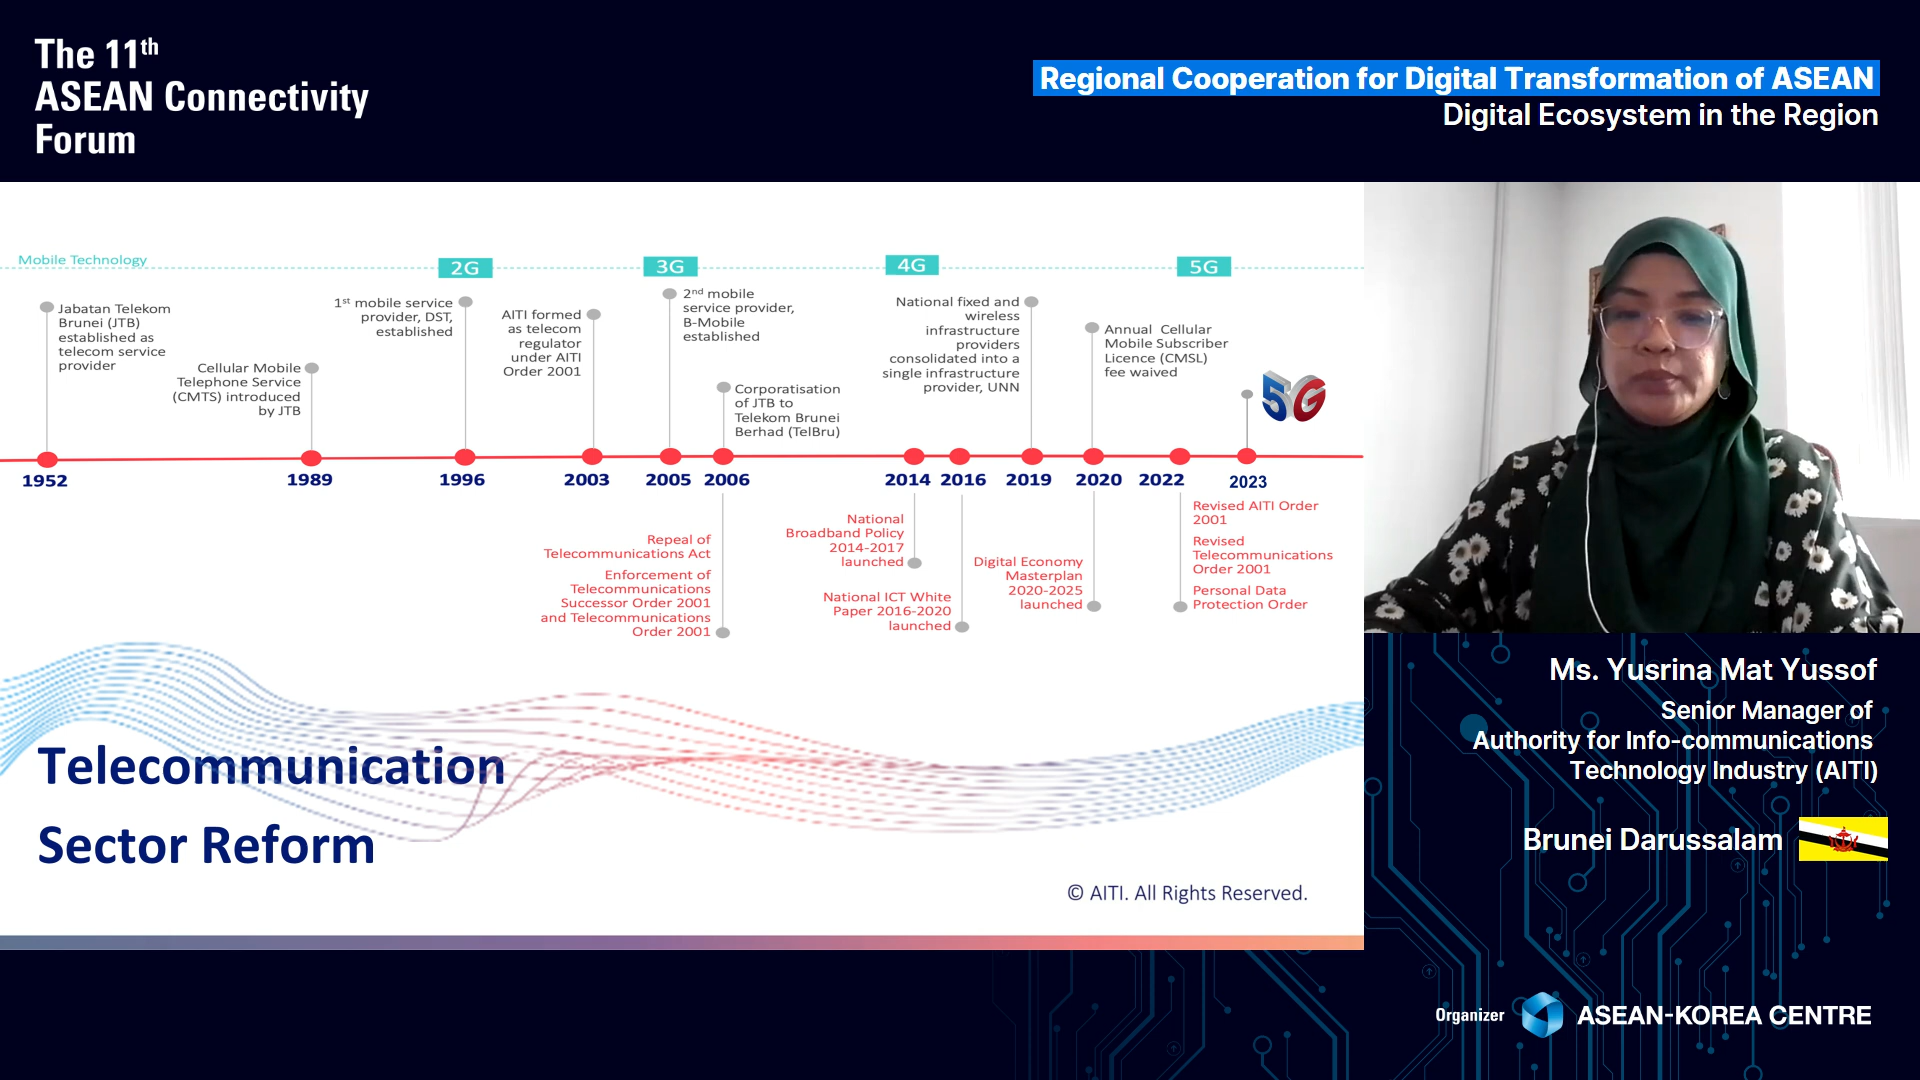 The 11th
ASEAN Connectivity
Forum
Regional Cooperation for Digital Transformation of ASEAN
Digital Ecosystem in the Region
Mobile Technology
2G
3G
4G
5G
Jabatan Telekom
Brunei (JTB)
established as
telecom service
provider
Cellular Mobile
Telephone Service
(CMTS) introduced
by JTB
1st mobile service
provider, DST,
established
AITI formed
as telecom
regulator
under AITI
Order 2001
2nd mobile
service provider,
B-Mobile
established
Corporatisation
of JTB to
Telekom Brunei
Berhad (TelBru)
National fixed and
wireless
infrastructure
providers
consolidated into a
single infrastructure
provider, UNN
Annual Cellular
Mobile Subscriber
Licence (CMSL)
fee waived
5G
1952
1989
1996
2003
2005
2006
2014
2016
2019
2020
2022
2023
Repeal of
Telecommunications Act
Enforcement of
Telecommunications
Successor Order 2001
and Telecommunications
Order 2001
National
Broadband Policy
2014-2017
launched
National ICT White
Paper 2016-2020
launched
Digital Economy
Masterplan
2020-2025
launched
Revised AITI Order
2001
Revised
Telecommunications
Order 2001
Personal Data
Protection Order
Telecommunication
Sector Reform
© AITI. All Rights Reserved.
Ms. Yusrina Mat Yussof
Senior Manager of
Authority for Info-communications
Technology Industry (AITI)
Brunei Darussalam
Organizer
ASEAN-KOREA CENTRE